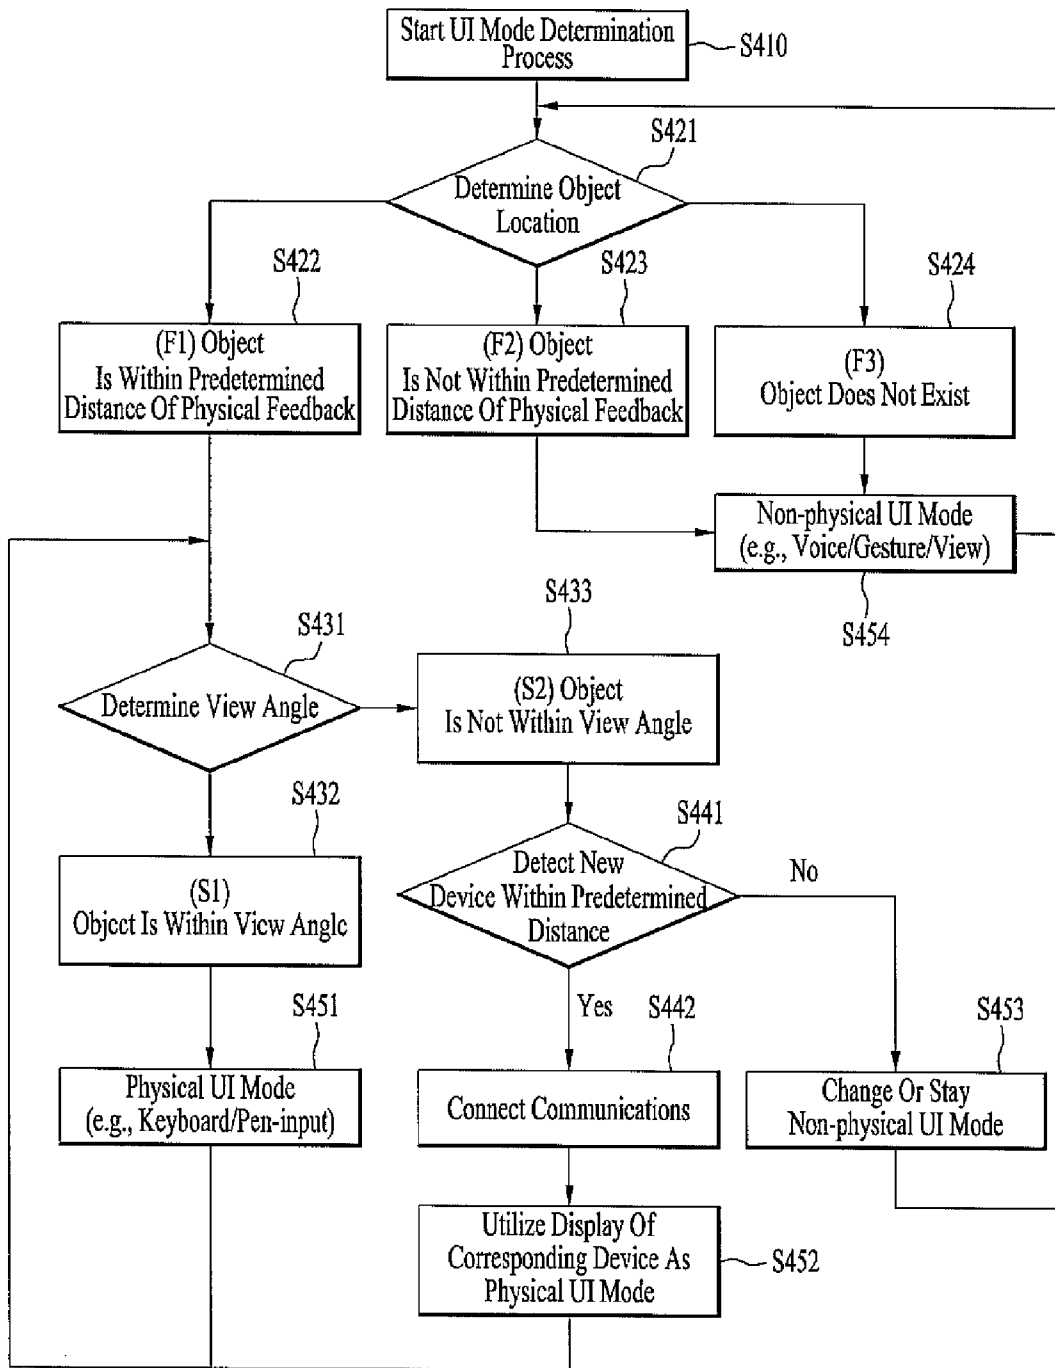 Start UI Mode Determination
Process
S410
S421
Determine Object
Location
S422
S423
S424
(F1) Object
Is Within Predetermined
Distance Of Physical Feedback
(F2) Object
Is Not Within Predetermined
Distance Of Physical Feedback
(F3)
Object Does Not Exist
Non-physical UI Mode
(e.g., Voice/Gesture/View)
S454
S431
Determine View Angle
S433
(S2) Object
Is Not Within View Angle
S432
(S1)
Object Is Within View Angle
S441
Detect New
Device Within Predetermined
Distance
No
Yes
S451
Physical UI Mode
(e.g., Keyboard/Pen-input)
S442
Connect Communications
S453
Change Or Stay
Non-physical UI Mode
Utilize Display Of
Corresponding Device As
Physical UI Mode
S452